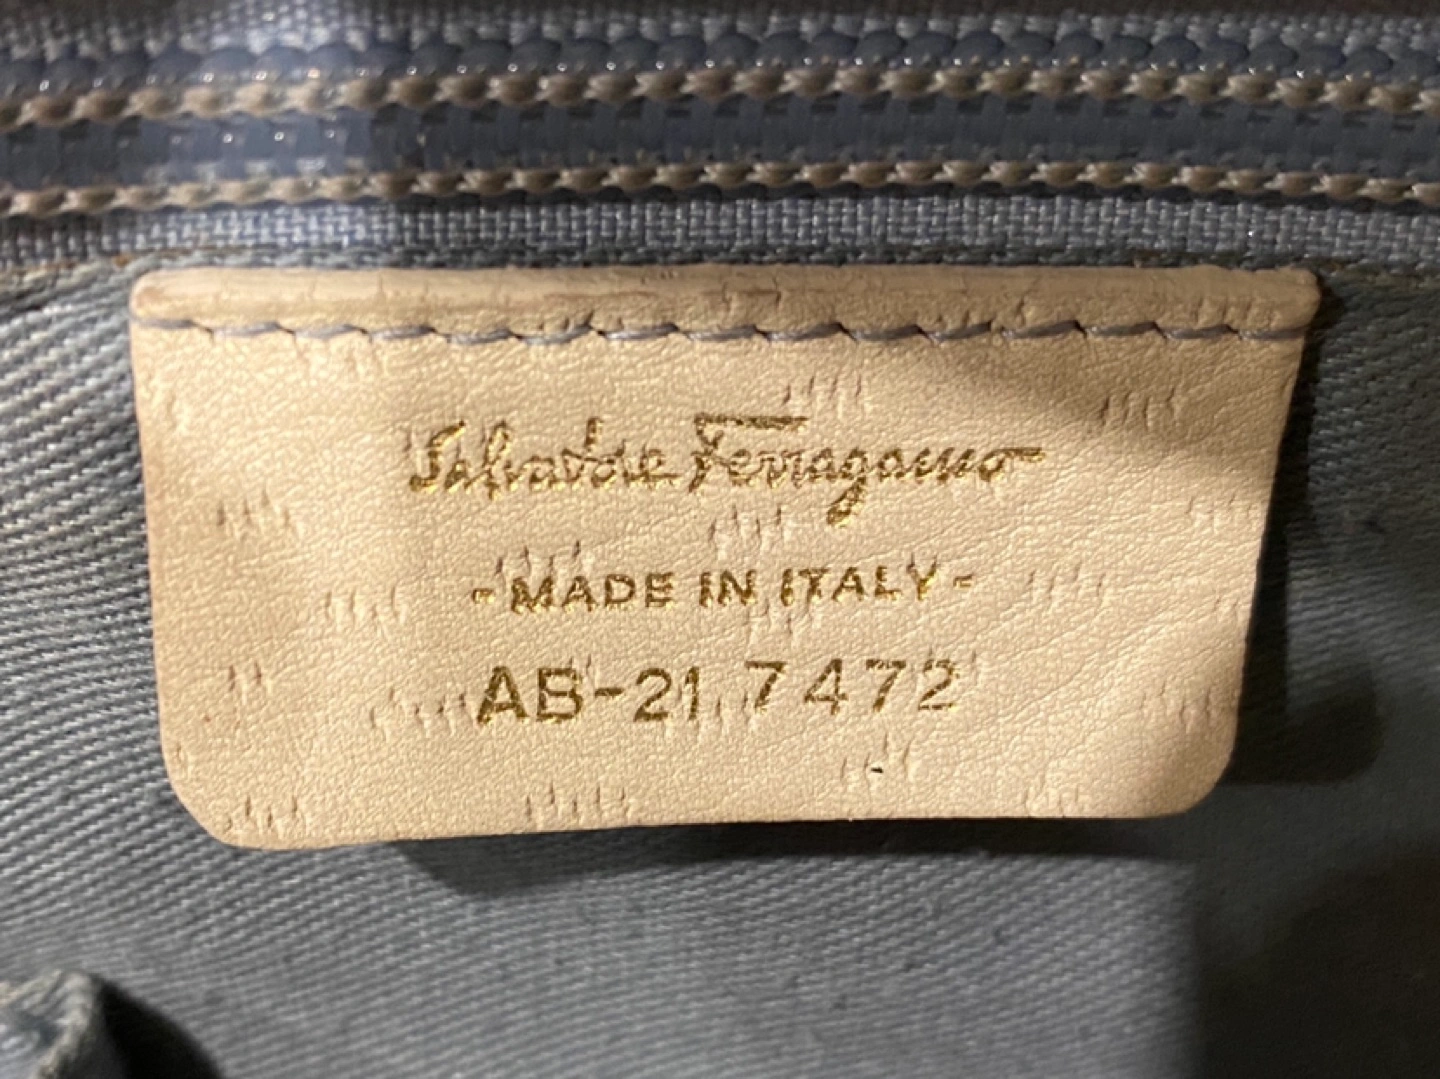 Salvatore Ferragamo
- MADE IN ITALY -
AB-21 7472